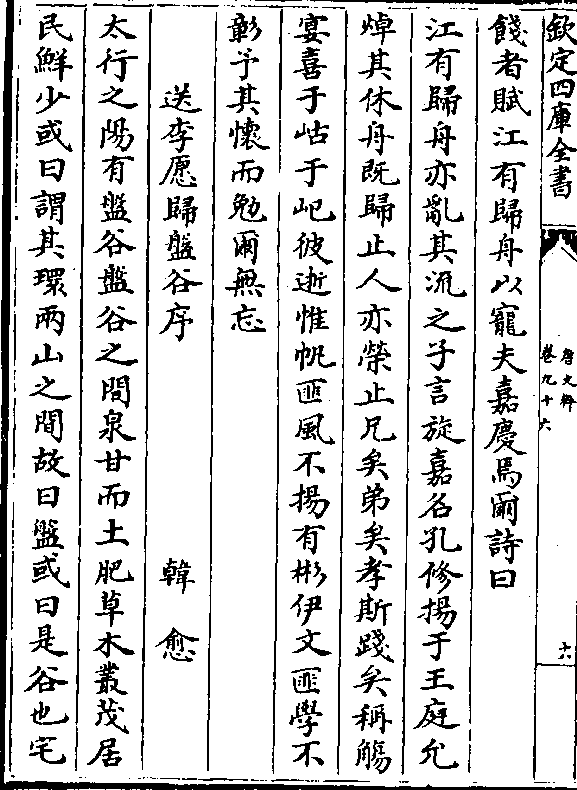 欽定四庫全書
唐文粹
卷九十六
六
餞者賦江有歸舟以寵夫嘉慶焉爾詩曰
江有歸舟亦亂其流之子言旋嘉名孔修揚于王庭允
焯其休舟既歸止人亦榮止兄矣弟矣孝斯踐矣稱觴
宴喜于岵于屺彼逝惟帆匪風不揚有彬伊文匪學不
彰予其懷而勉爾無忘
送李愿歸盤谷序 韓愈
太行之陽有盤谷盤谷之間泉甘而土肥草木叢茂居
民鮮少或曰謂其環兩山之間故曰盤或曰是谷也宅